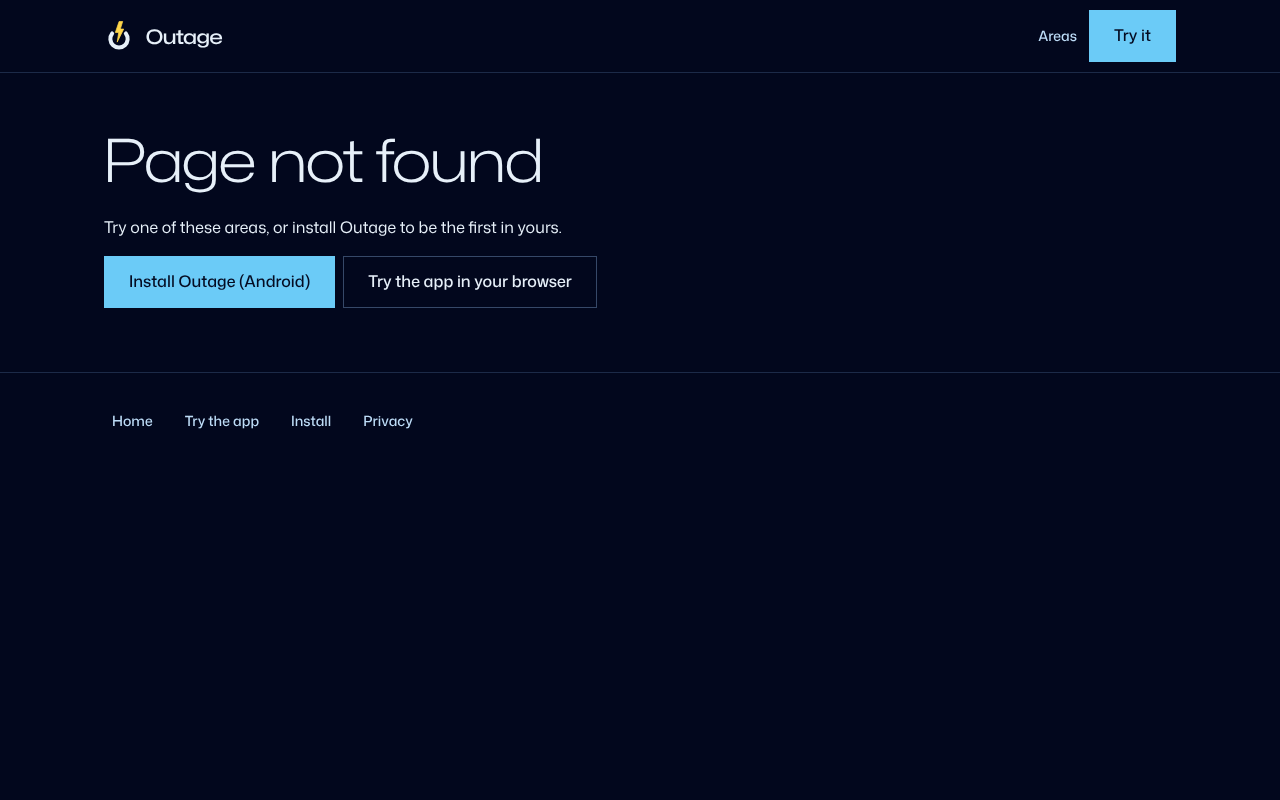 Outage
Areas
Try it
Page not found
Try one of these areas, or install Outage to be the first in yours.
Install Outage (Android)
Try the app in your browser
Home
Try the app
Install
Privacy